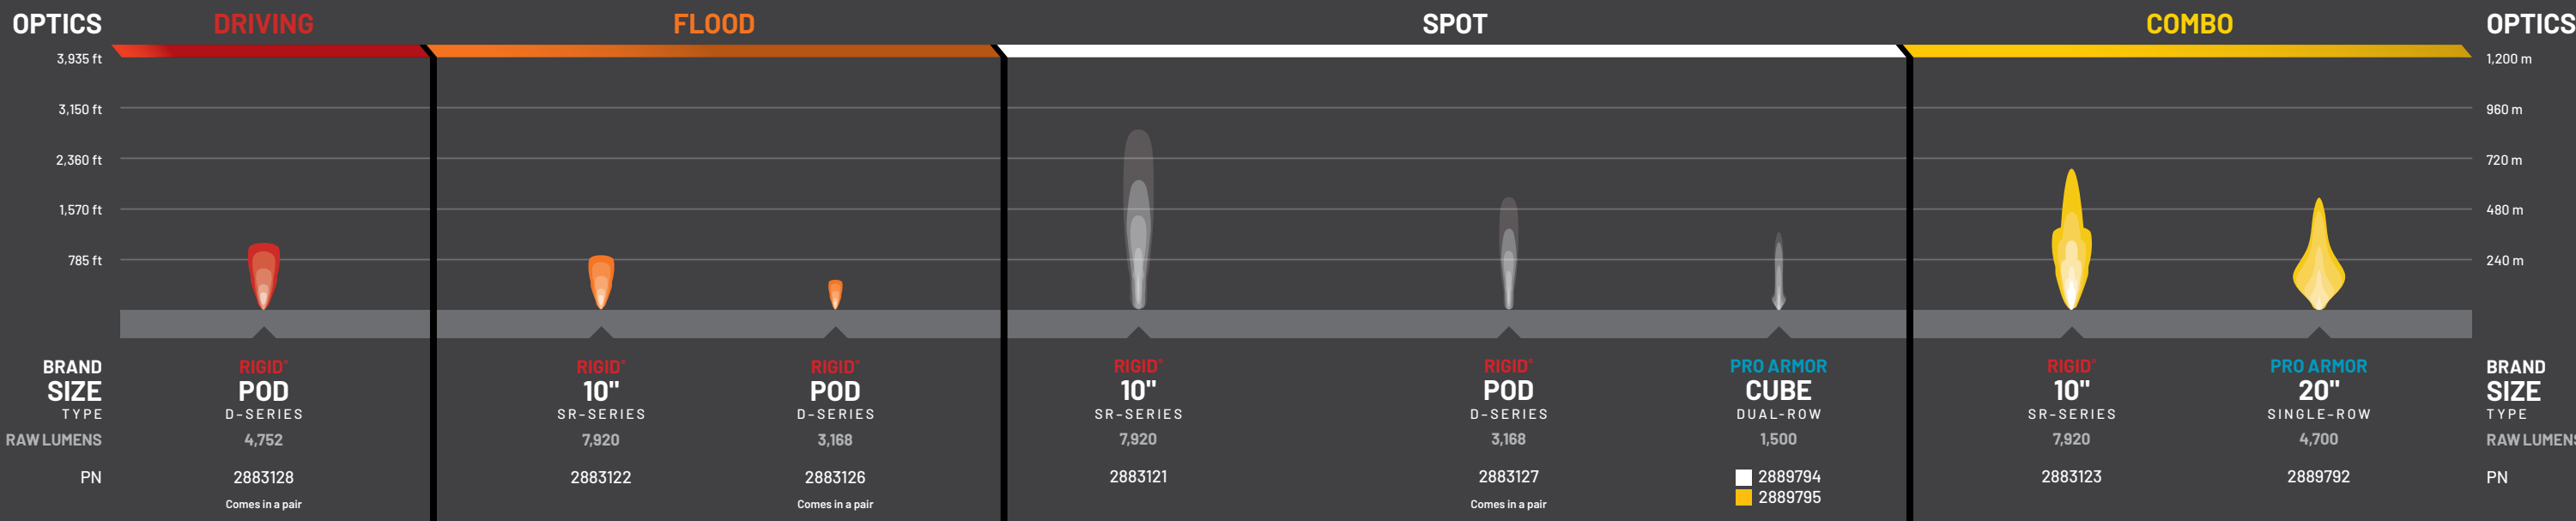 OPTICS DRIVING FLOOD SPOT COMBO OPTICS
3,935 ft 1,200 m
3,150 ft 960 m
2,360 ft 720 m
1,570 ft 480 m
785 ft 240 m
BRAND RIGID® RIGID® RIGID® RIGID® RIGID® PRO ARMOR RIGID® PRO ARMOR BRAND
SIZE POD 10" POD 10" POD CUBE 10" 20" SIZE
TYPE D-SERIES SR-SERIES D-SERIES SR-SERIES D-SERIES DUAL-ROW SR-SERIES SINGLE-ROW TYPE
RAW LUMENS 4,752 7,920 3,168 7,920 3,168 1,500 7,920 4,700 RAW LUMENS
PN 2883128 2883122 2883126 2883121 2883127 2889794 2883123 2889792 PN
2889795
Comes in a pair Comes in a pair Comes in a pair